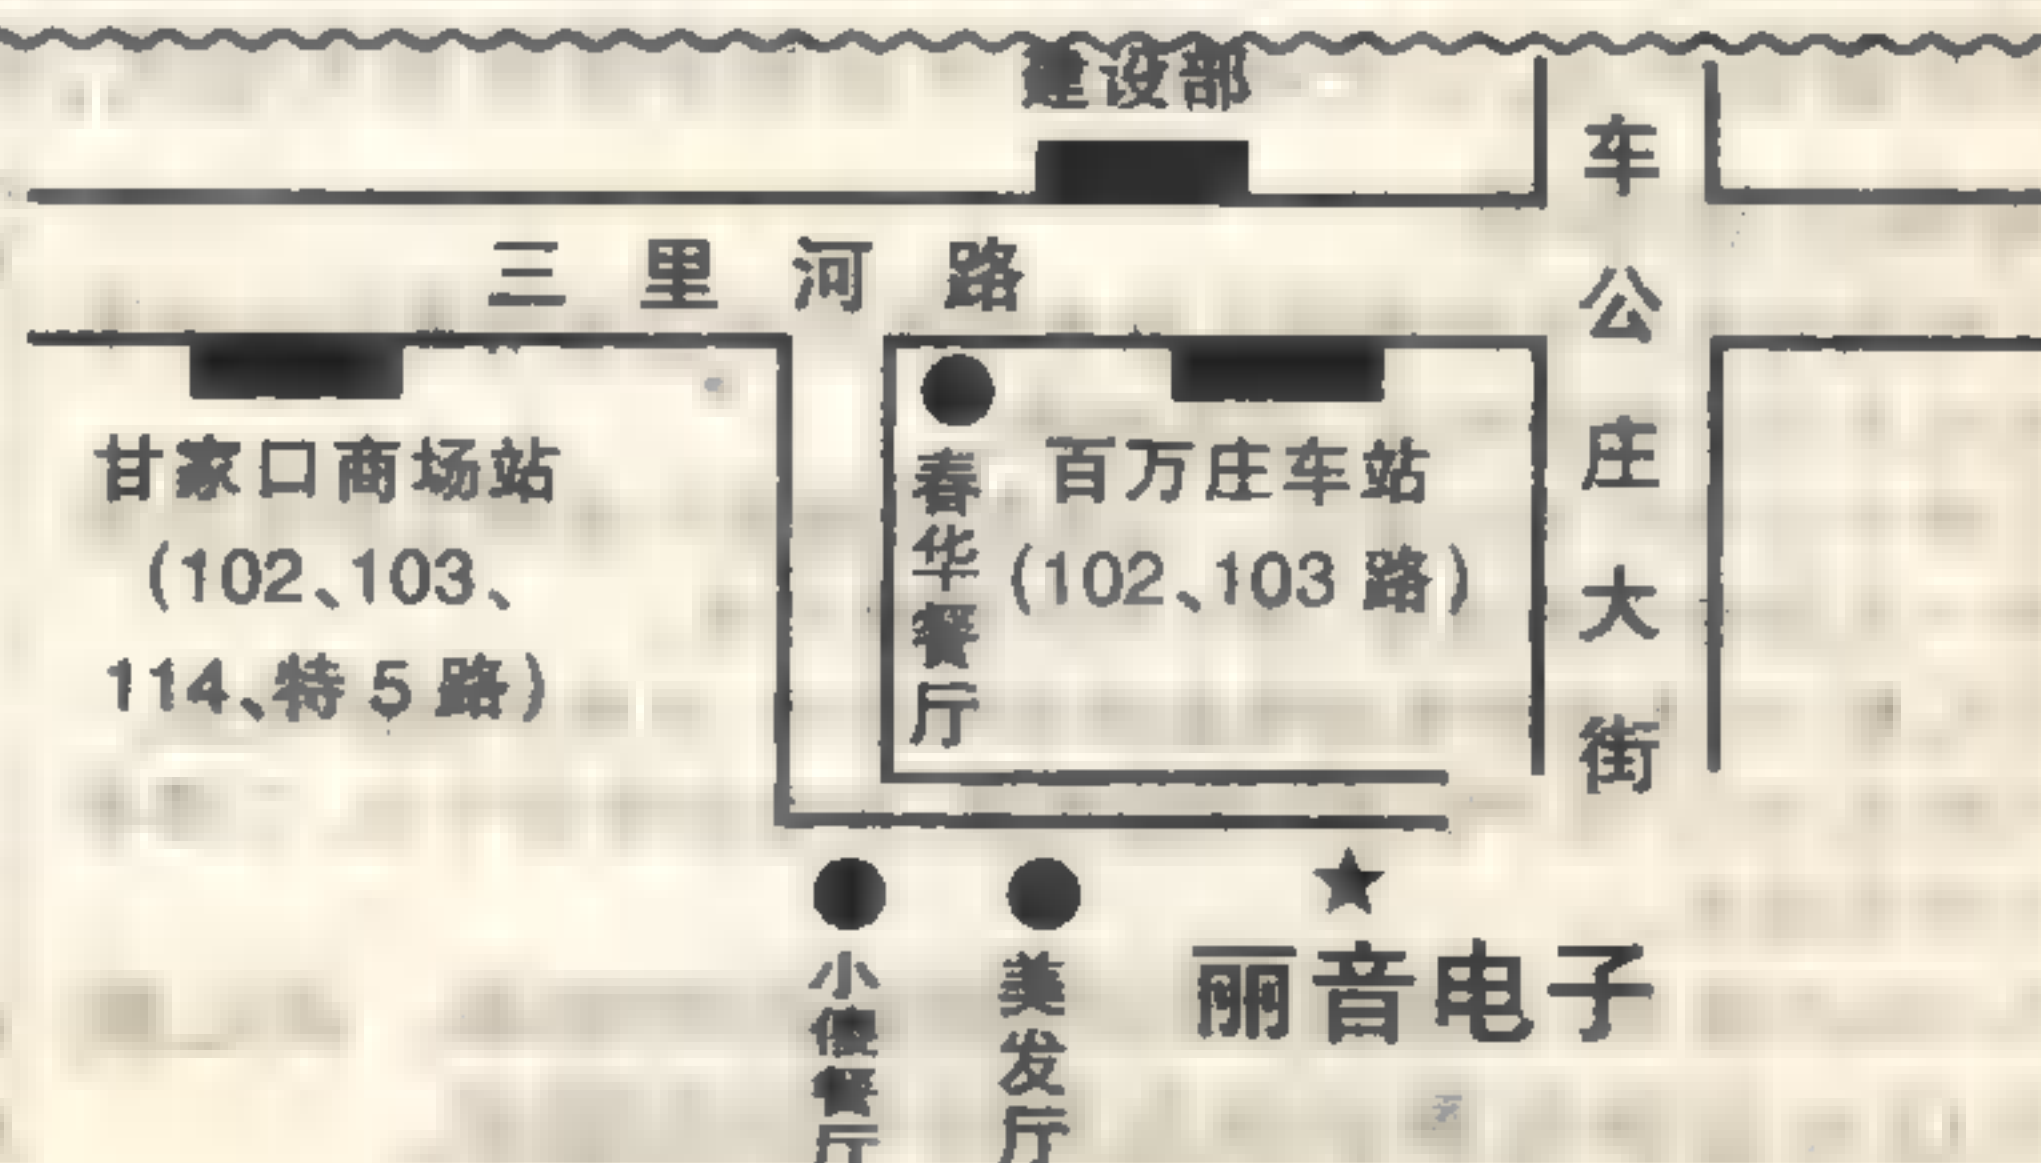 建设部
三里河路
车公庄大街
甘家口商场站
(102、103、
114、特5路)
春华餐厅
百万庄车站
(102、103路)
小傻餐厅
美发厅
丽音电子